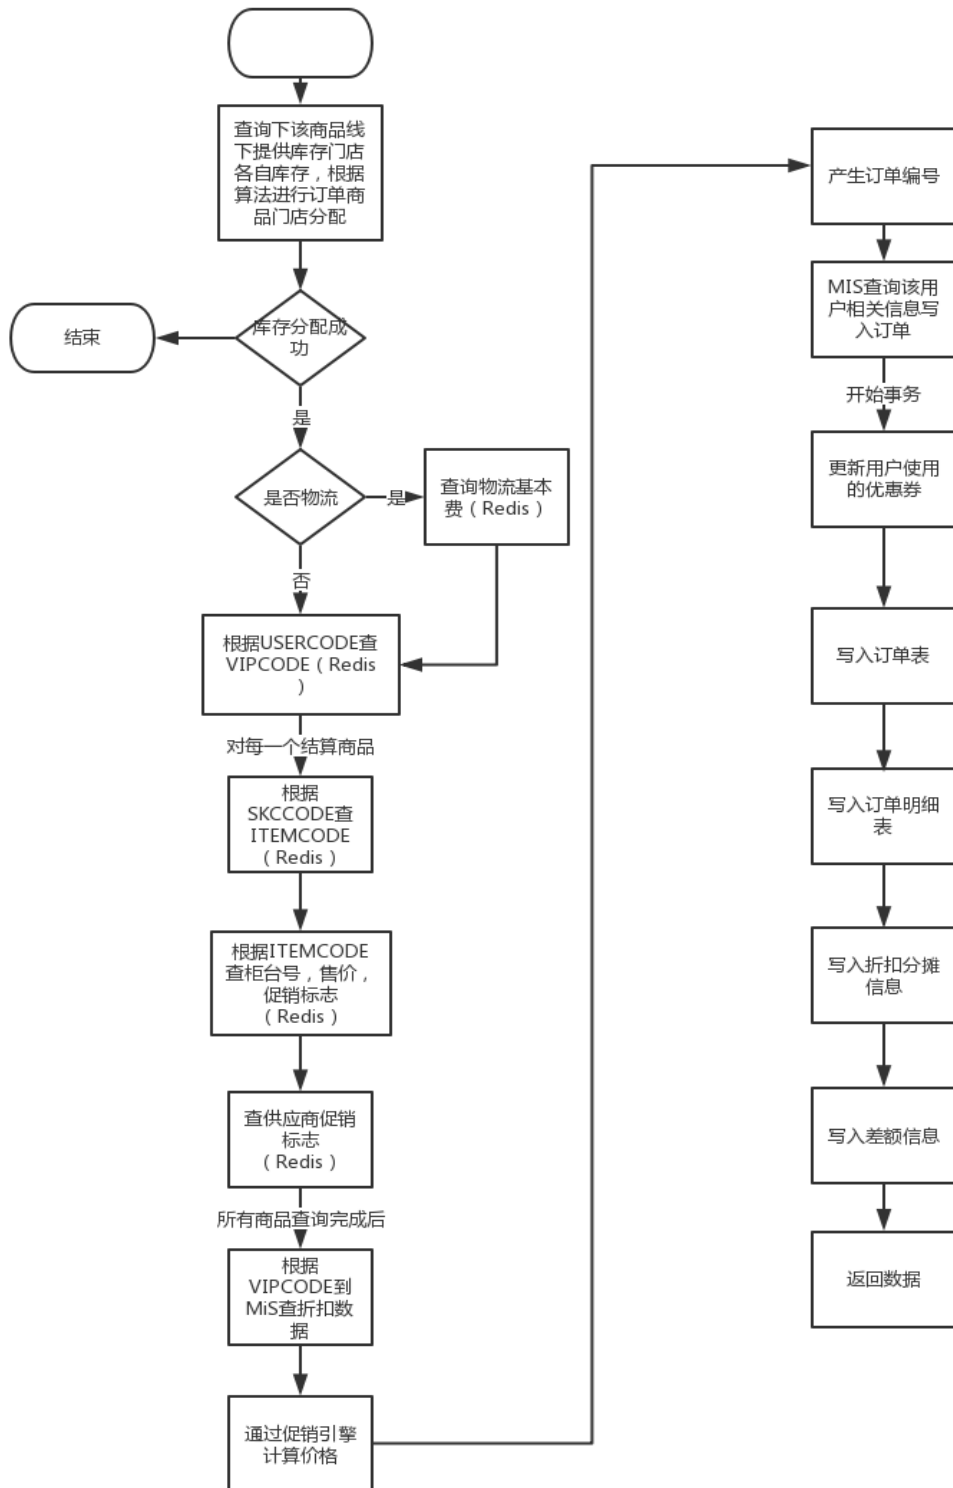 查询下该商品线
下提供库存门店
各自库存，根据
算法进行订单商
品门店分配
库存分配成
功
结束
是
是否物流
是
查询物流基本
费（Redis）
否
根据USERCODE查
VIPCODE（Redis
）
对每一个结算商品
根据
SKCCODE查
ITEMCODE
（Redis）
根据ITEMCODE
查柜台号，售价，
促销标志
（Redis）
查供应商促销
标志
（Redis）
所有商品查询完成后
根据
VIPCODE到
MiS查折扣数
据
通过促销引擎
计算价格
产生订单编号
MIS查询该用
户相关信息写
入订单
开始事务
更新用户使用
的优惠券
写入订单表
写入订单明细
表
写入折扣分摊
信息
写入差额信息
返回数据